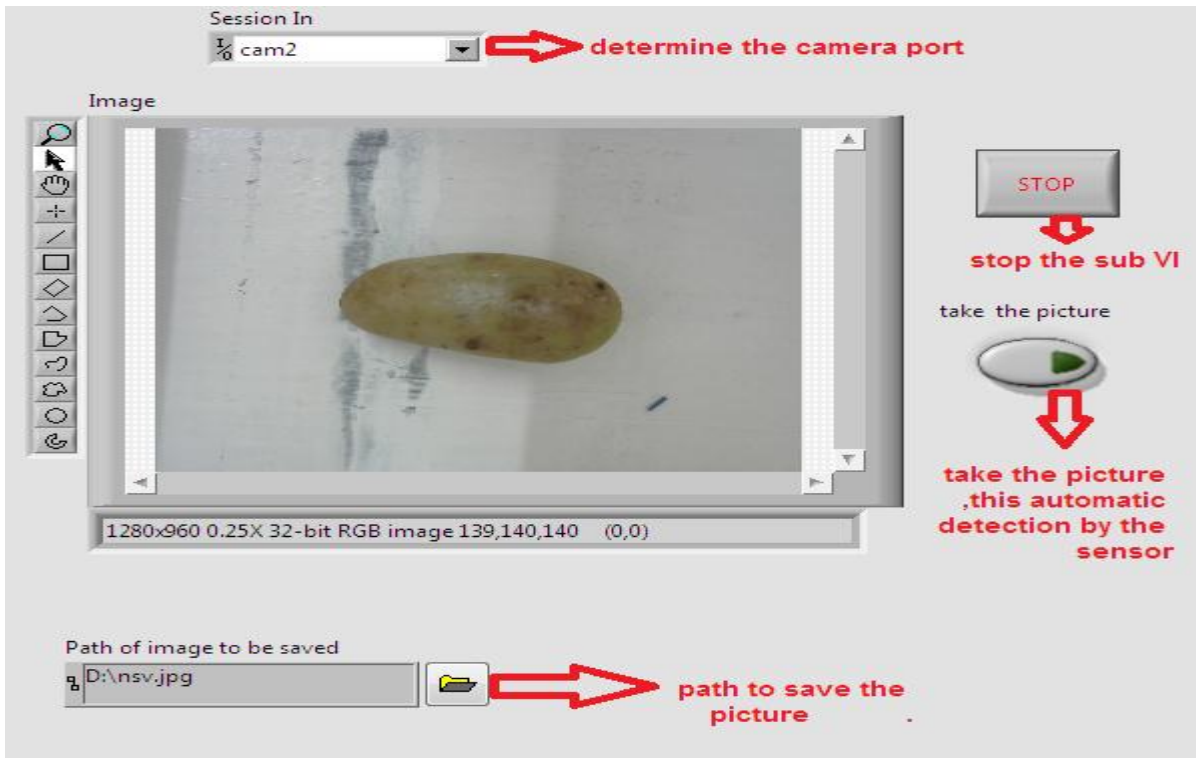 Session In
cam2
determine the camera port
Image
STOP
stop the sub VI
take the picture
take the picture
,this automatic
detection by the
sensor
1280x960 0.25X 32-bit RGB image 139,140,140 (0,0)
Path of image to be saved
D:\nsv.jpg
path to save the
picture .